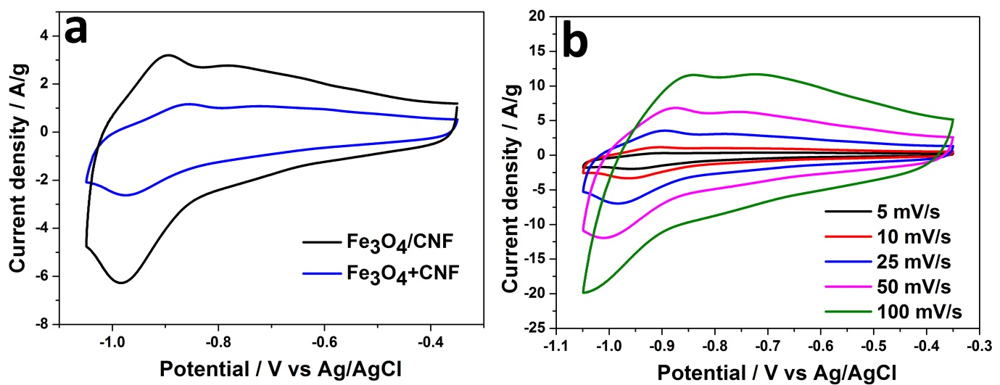 a
4
2
0
-2
-4
-6
-8
-1.0 -0.8 -0.6 -0.4
Current density / A/g
Potential / V vs Ag/AgCl
Fe3O4/CNF
Fe3O4+CNF
b
20
15
10
5
0
-5
-10
-15
-20
-25
-1.1 -1.0 -0.9 -0.8 -0.7 -0.6 -0.5 -0.4 -0.3
Current density / A/g
Potential / V vs Ag/AgCl
5 mV/s
10 mV/s
25 mV/s
50 mV/s
100 mV/s